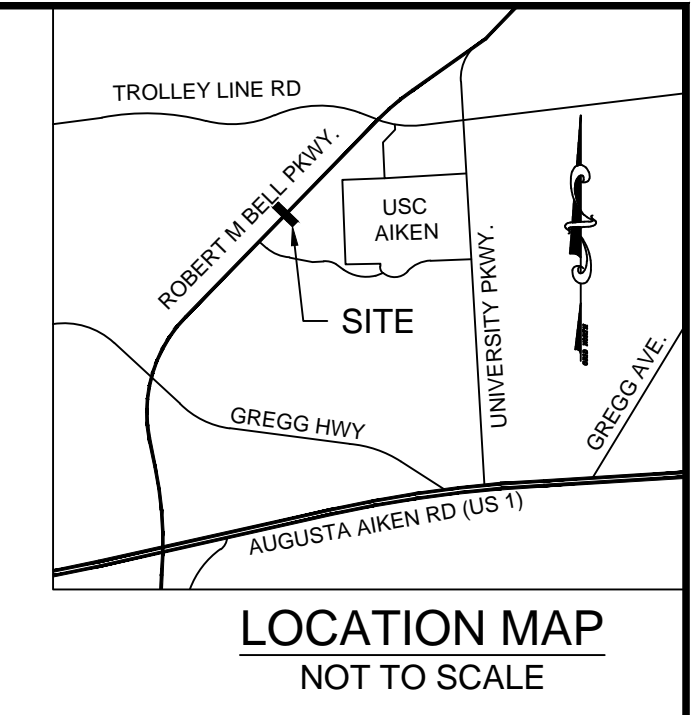 TROLLEY LINE RD
ROBERT M BELL PKWY.
USC
AIKEN
SITE
UNIVERSITY PKWY.
GREGG AVE.
GREGG HWY
AUGUSTA AIKEN RD (US 1)
LOCATION MAP
NOT TO SCALE